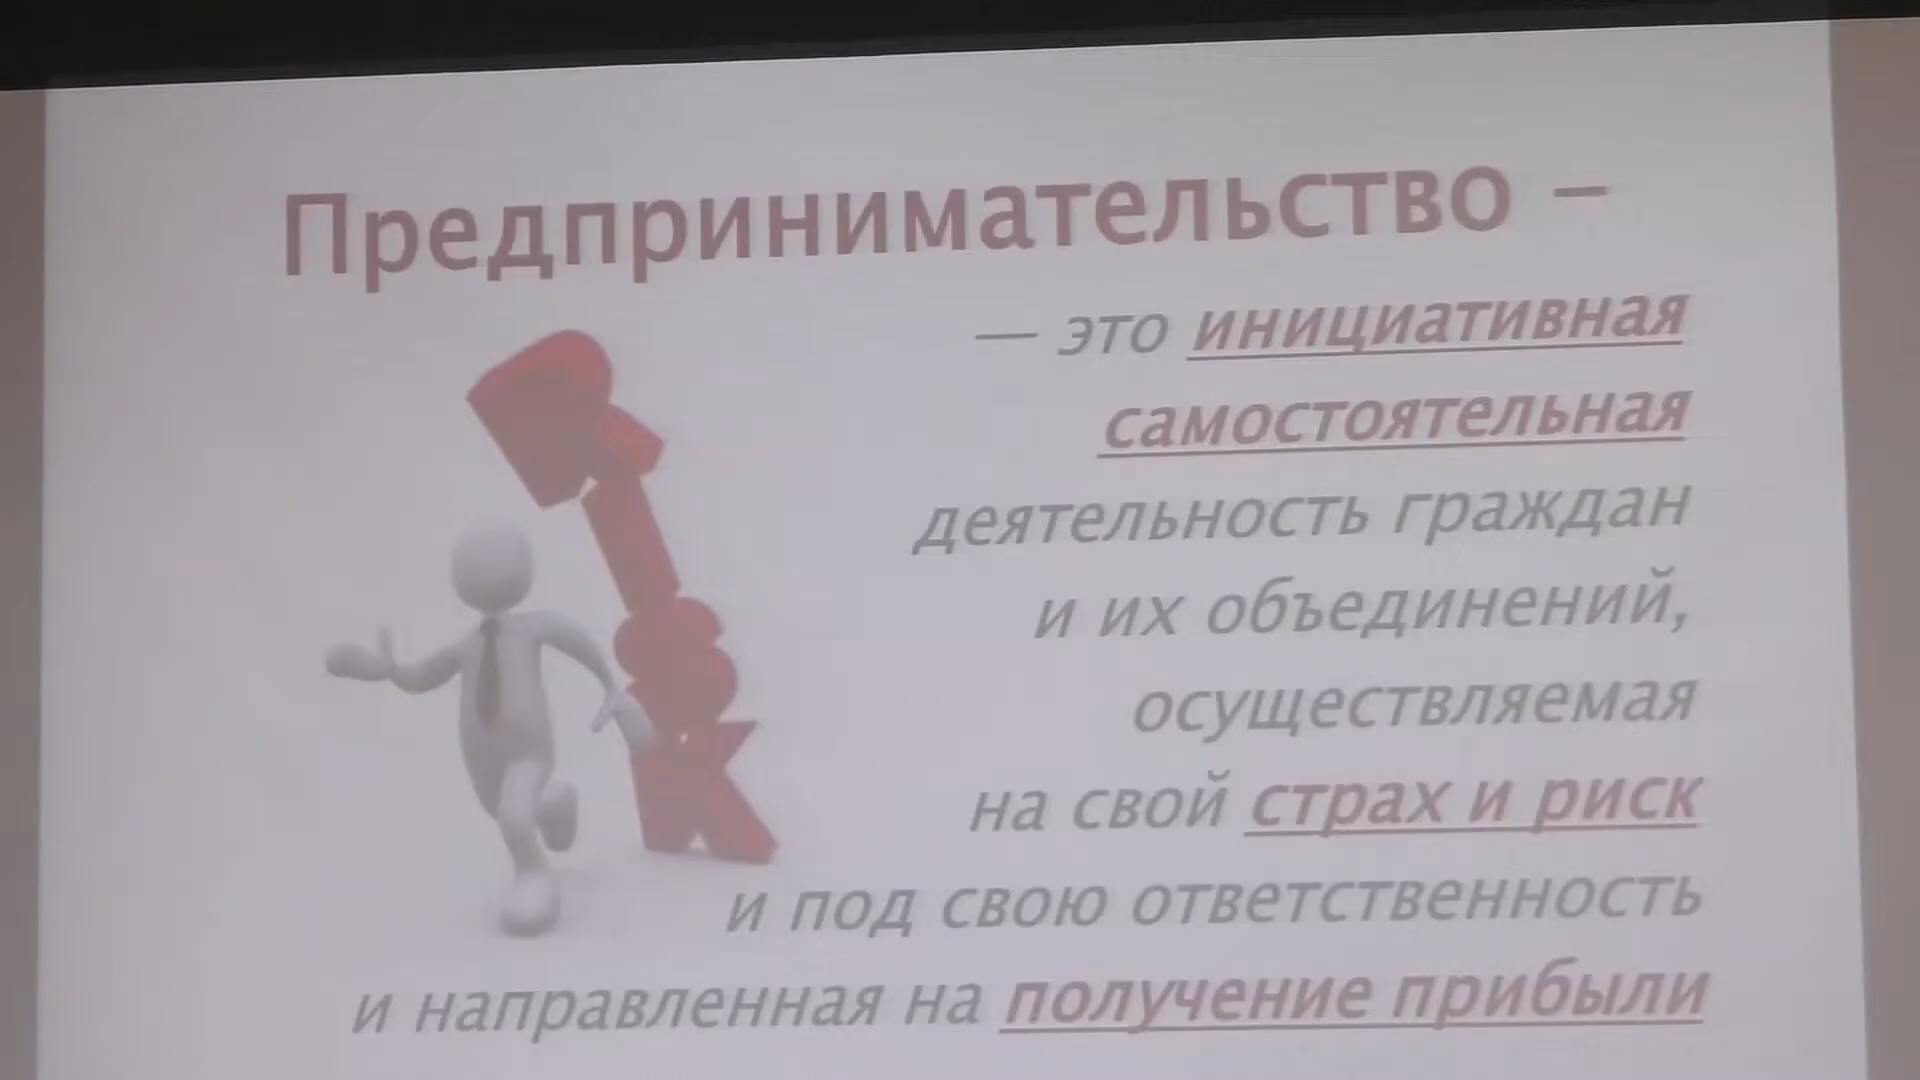 Предпринимательство –
— это инициативная
самостоятельная
деятельность граждан
и их объединений,
осуществляемая
на свой страх и риск
и под свою ответственность
и направленная на получение прибыли
RISK